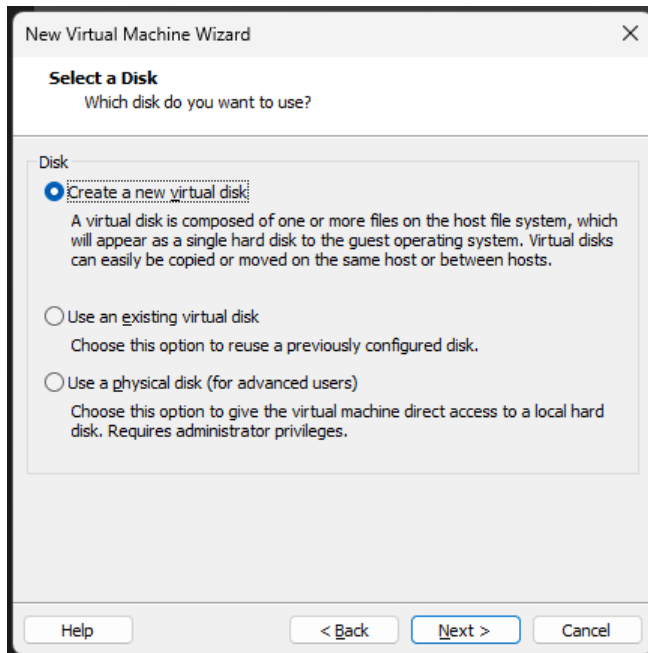 New Virtual Machine Wizard
Select a Disk
Which disk do you want to use?
Disk
Create a new virtual disk
A virtual disk is composed of one or more files on the host file system, which
will appear as a single hard disk to the guest operating system. Virtual disks
can easily be copied or moved on the same host or between hosts.
Use an existing virtual disk
Choose this option to reuse a previously configured disk.
Use a physical disk (for advanced users)
Choose this option to give the virtual machine direct access to a local hard
disk. Requires administrator privileges.
Help
< Back
Next >
Cancel